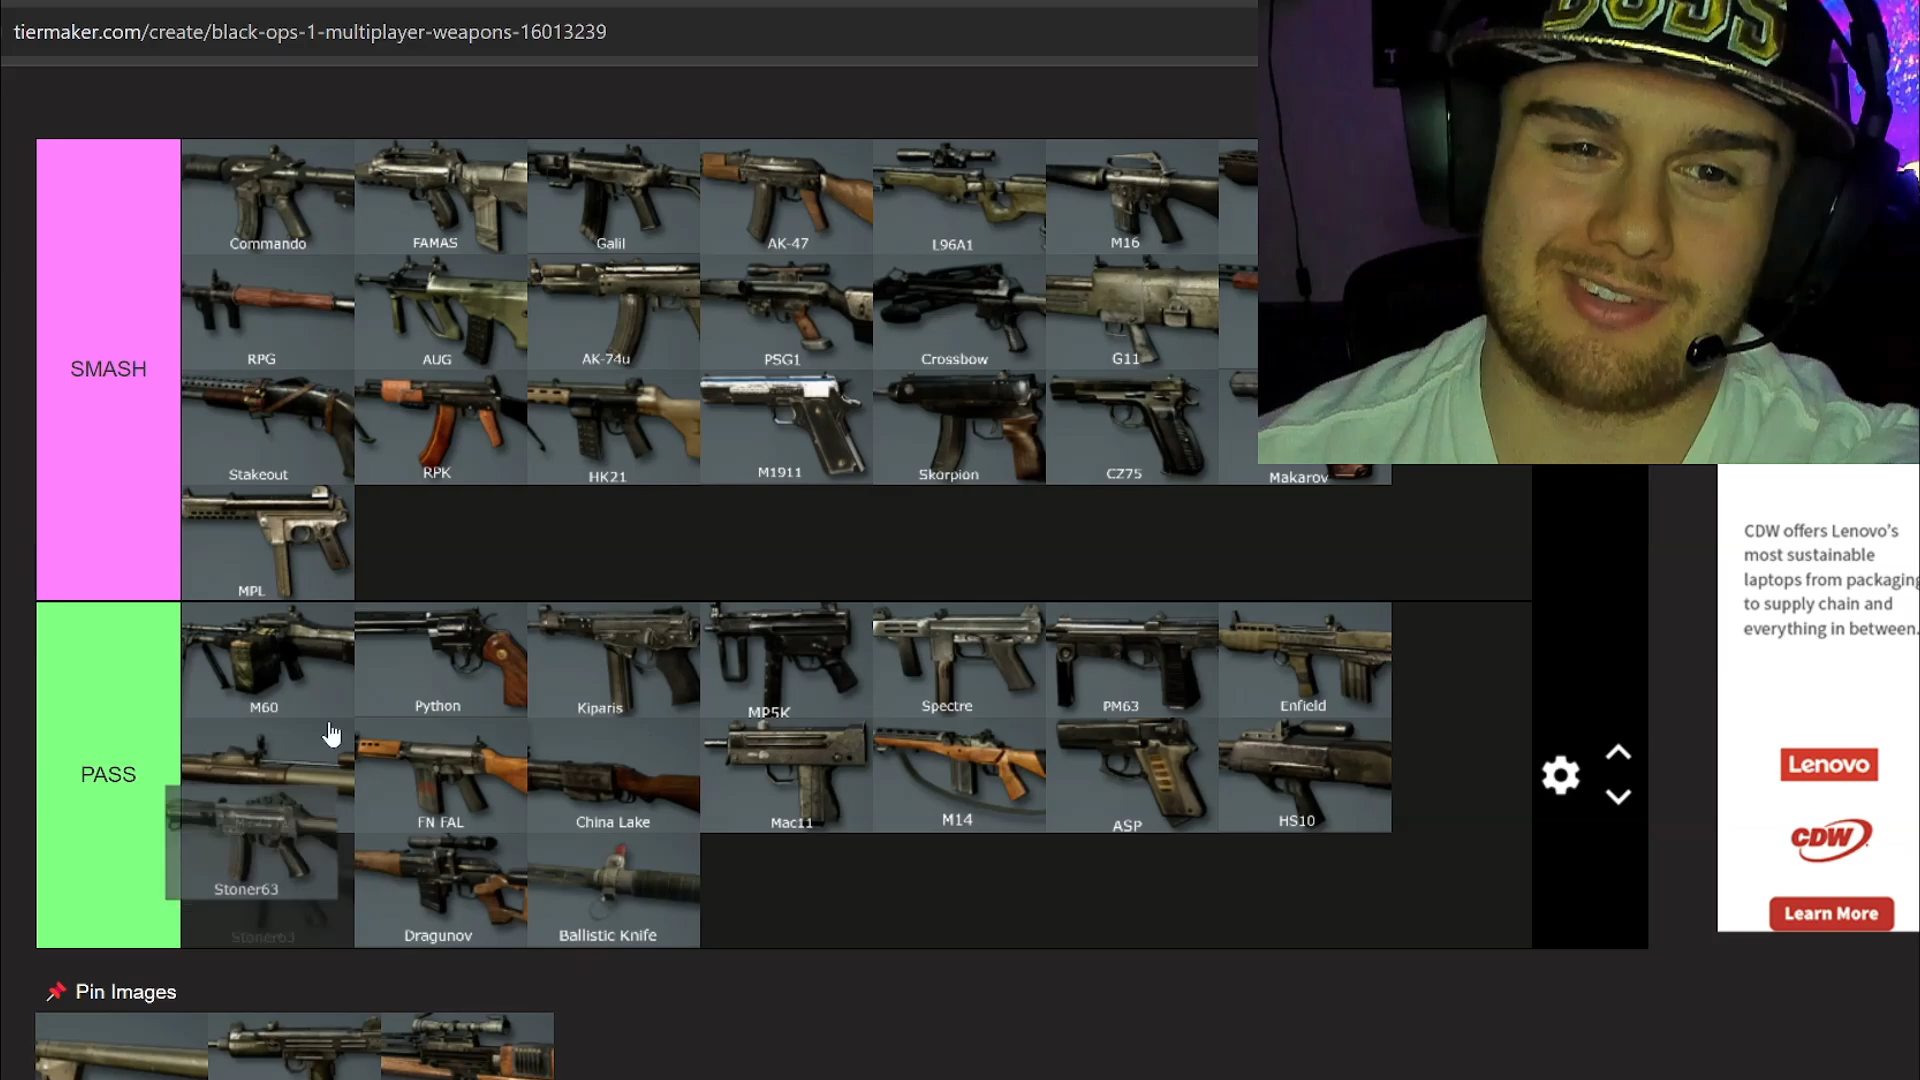 tiermaker.com/create/black-ops-1-multiplayer-weapons-16013239
DUDS
SMASH
Commando
FAMAS
Galil
AK-47
L96A1
M16
RPG
AUG
AK-74u
PSG1
Crossbow
G11
Stakeout
RPK
HK21
M1911
Skorpion
CZ75
Makarov
MPL
PASS
M60
Python
Kiparis
MP5K
Spectre
PM63
Enfield
FN FAL
China Lake
Mac11
M14
ASP
HS10
Stoner63
Stoner63
Dragunov
Ballistic Knife
CDW offers Lenovo's
most sustainable
laptops from packaging
to supply chain and
everything in between.
Lenovo
CDW
Learn More
Pin Images